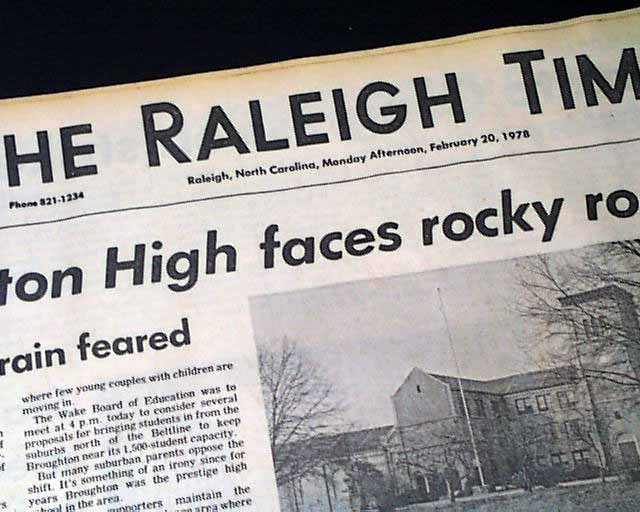 HE RALEIGH TIM
Phone 821-1234
Raleigh, North Carolina, Monday Afternoon, February 20, 1978
ton High faces rocky ro
rain feared
where few young couples with children are
moving in.
The Wake Board of Education was to
meet at 4 p.m. today to consider several
proposals for bringing students in from the
suburbs north of the Beltline to keep
Broughton near its 1,500-student capacity.
But many suburban parents oppose the
shift. It's something of an irony since for
years Broughton was the prestige high
school in the area.
supporters maintain the
area where